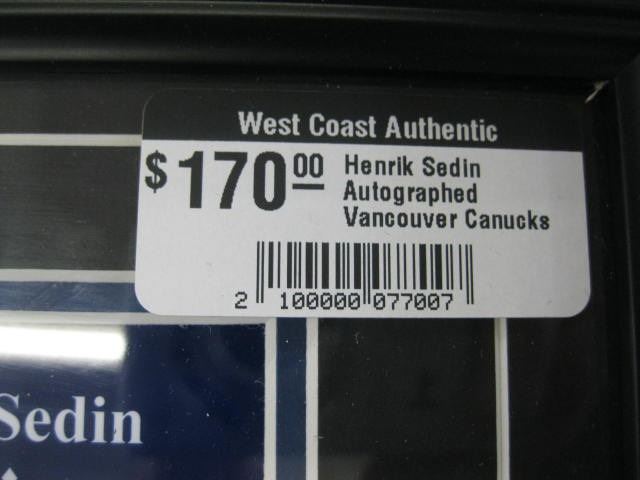 West Coast Authentic
$170.00
Henrik Sedin
Autographed
Vancouver Canucks
2 100000 077007
Sedin